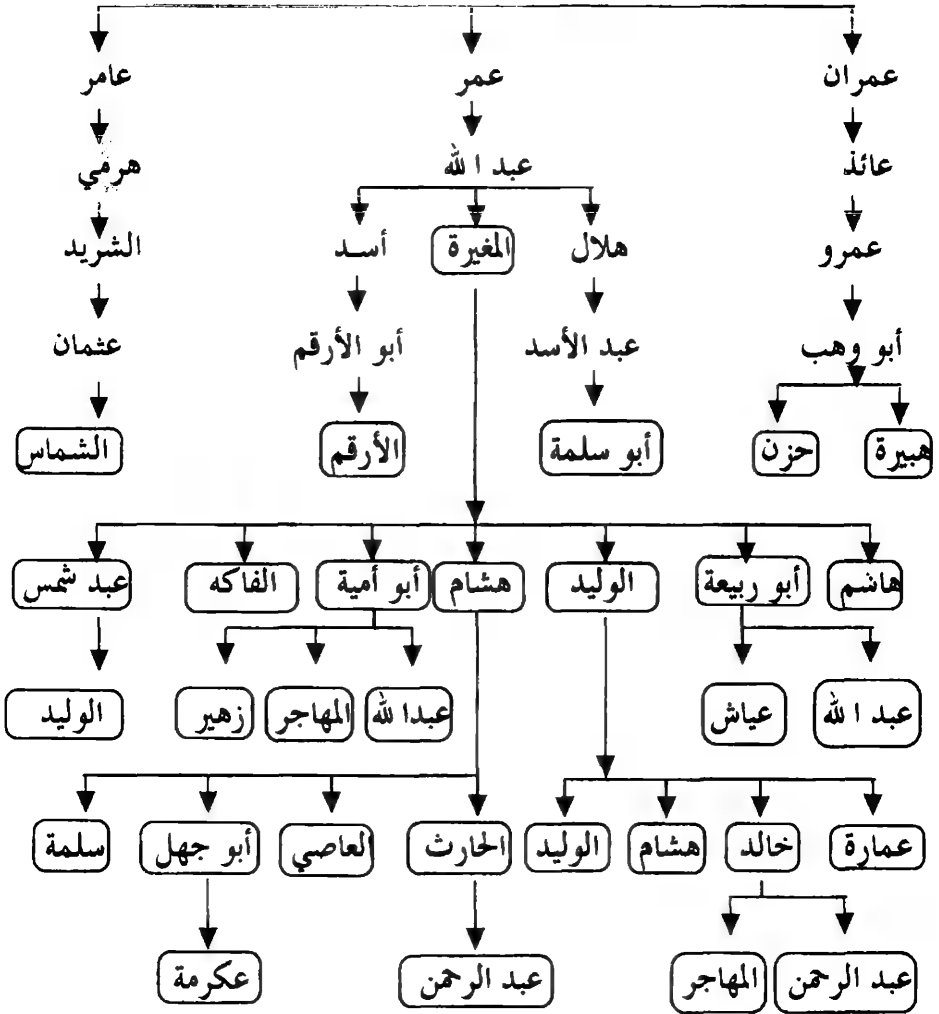 عمران عمر عامر
عائذ عبد الله هرمي
عمرو هلال المغيرة أسد الشريد
أبو وهب عبد الأسد أبو الأرقم عثمان
هبيرة حزن أبو سلمة الأرقم الشماس
هاشم أبو ربيعة الوليد هشام أبو أمية الفاكه عبد شمس
عبد الله عياش عبدالله المهاجر زهير الوليد
عمارة خالد هشام الوليد الحارث العاصي أبو جهل سلمة
عبد الرحمن المهاجر عبد الرحمن عكرمة